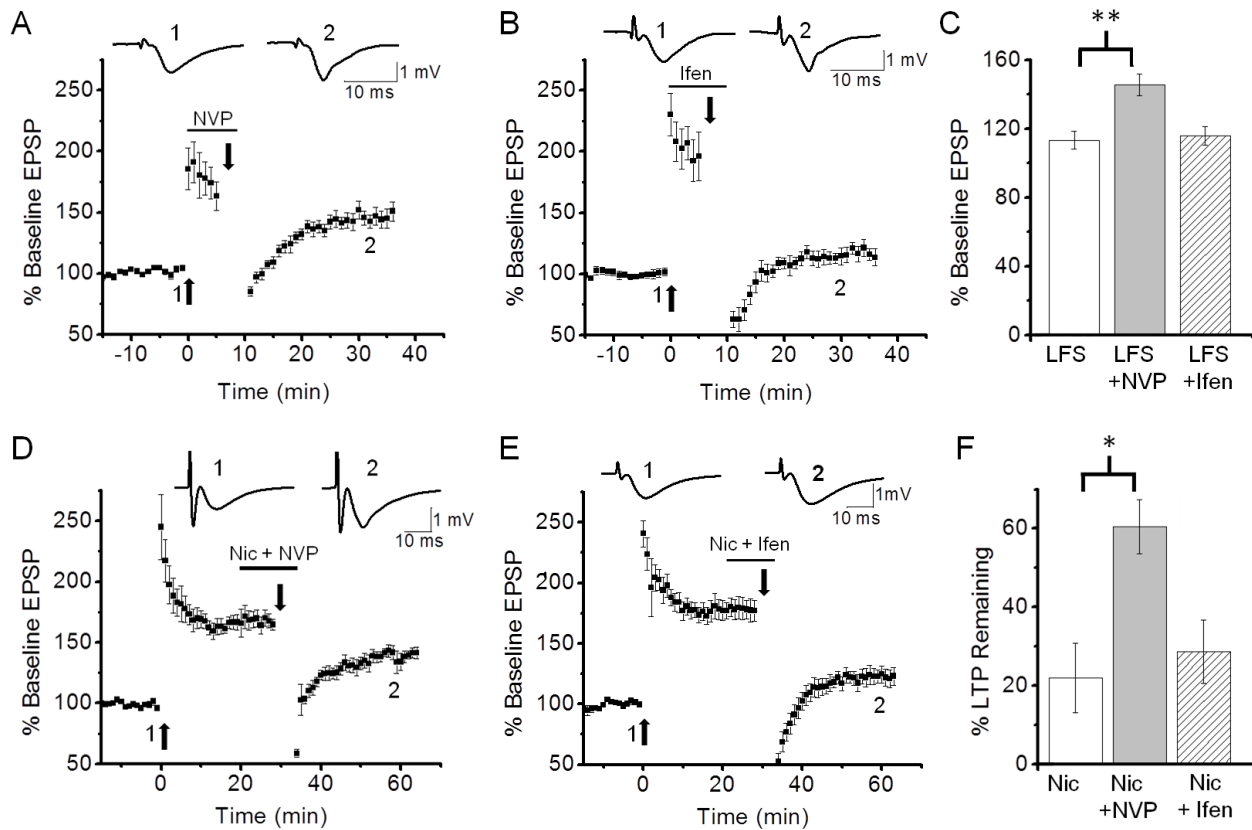 A
1
2
1 mV
10 ms
NVP
% Baseline EPSP
250
200
150
100
50
1
2
-10
0
10
20
30
40
Time (min)
B
1
2
1 mV
10 ms
Ifen
% Baseline EPSP
250
200
150
100
50
1
2
-10
0
10
20
30
40
Time (min)
C
**
% Baseline EPSP
160
120
80
40
0
LFS
LFS
+NVP
LFS
+Ifen
D
1
2
1 mV
10 ms
Nic + NVP
% Baseline EPSP
250
200
150
100
50
1
2
0
20
40
60
Time (min)
E
1
2
1mV
10 ms
Nic + Ifen
% Baseline EPSP
250
200
150
100
50
1
2
0
20
40
60
Time (min)
F
*
% LTP Remaining
60
40
20
0
Nic
Nic
+NVP
Nic
+ Ifen